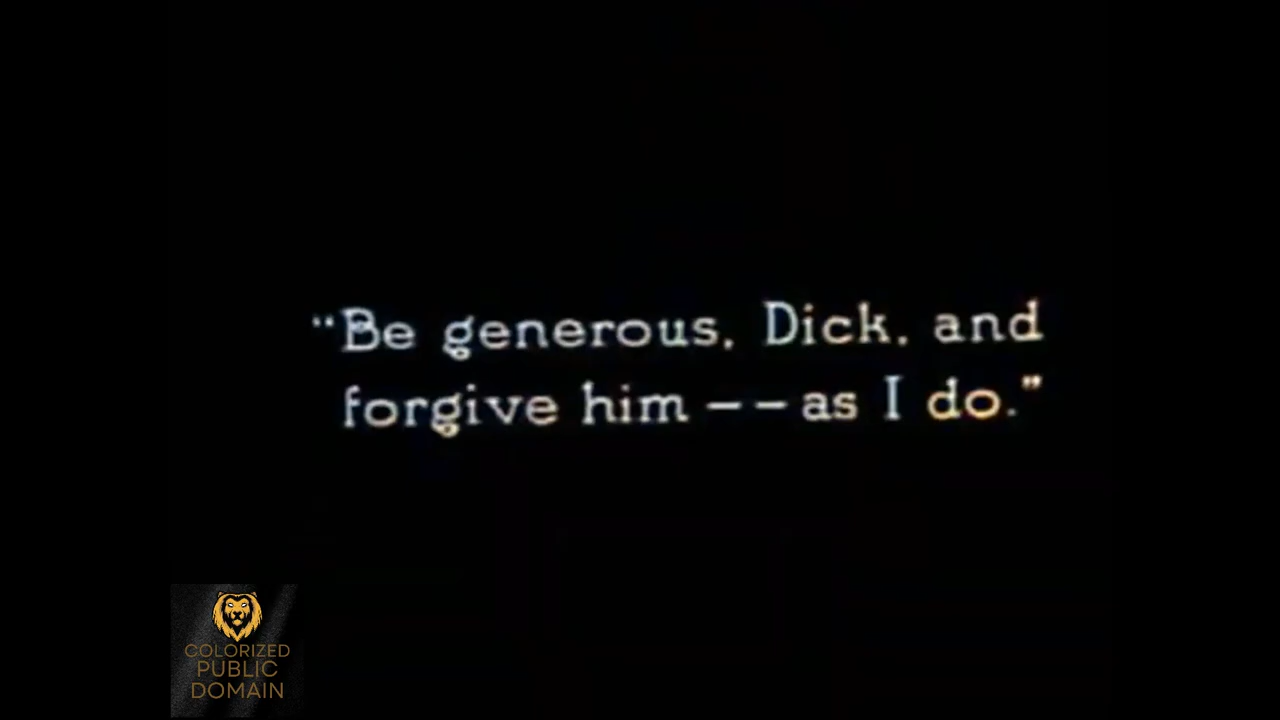 “Be generous, Dick, and
forgive him -- as I do.”
COLORIZED
PUBLIC
DOMAIN